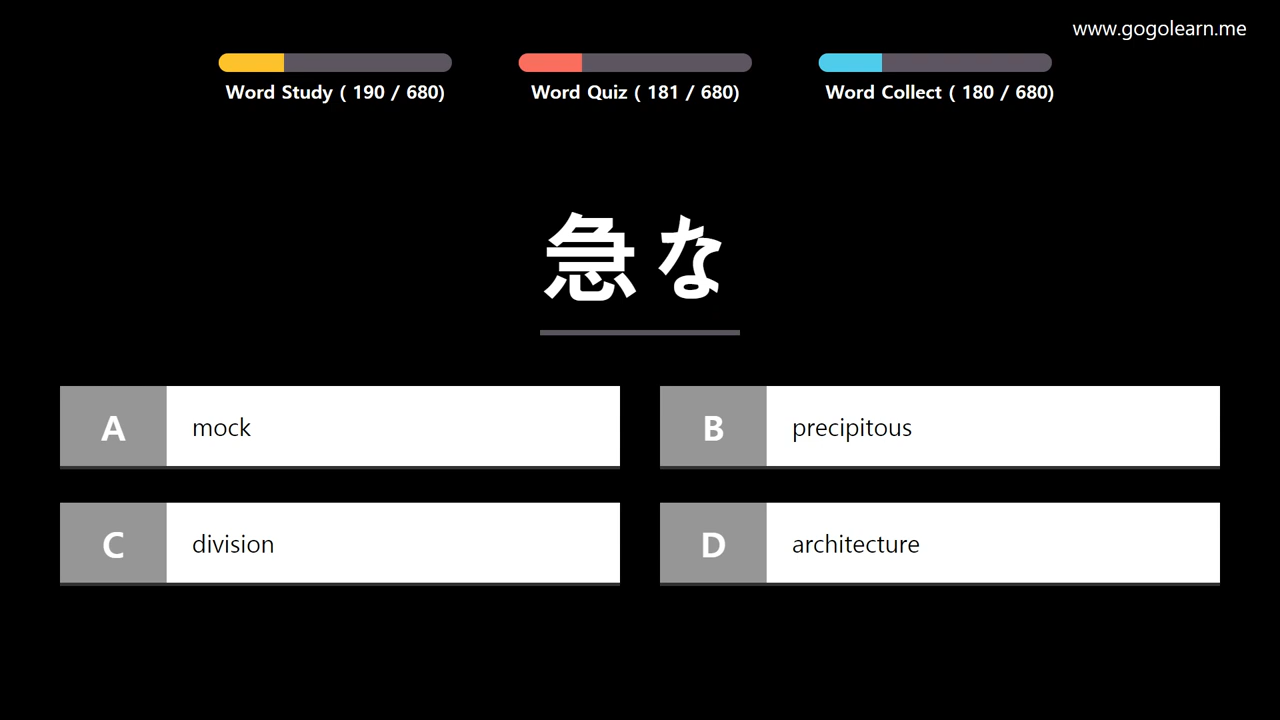 www.gogolearn.me
Word Study ( 190 / 680)
Word Quiz ( 181 / 680)
Word Collect ( 180 / 680)
急な
A mock
B precipitous
C division
D architecture